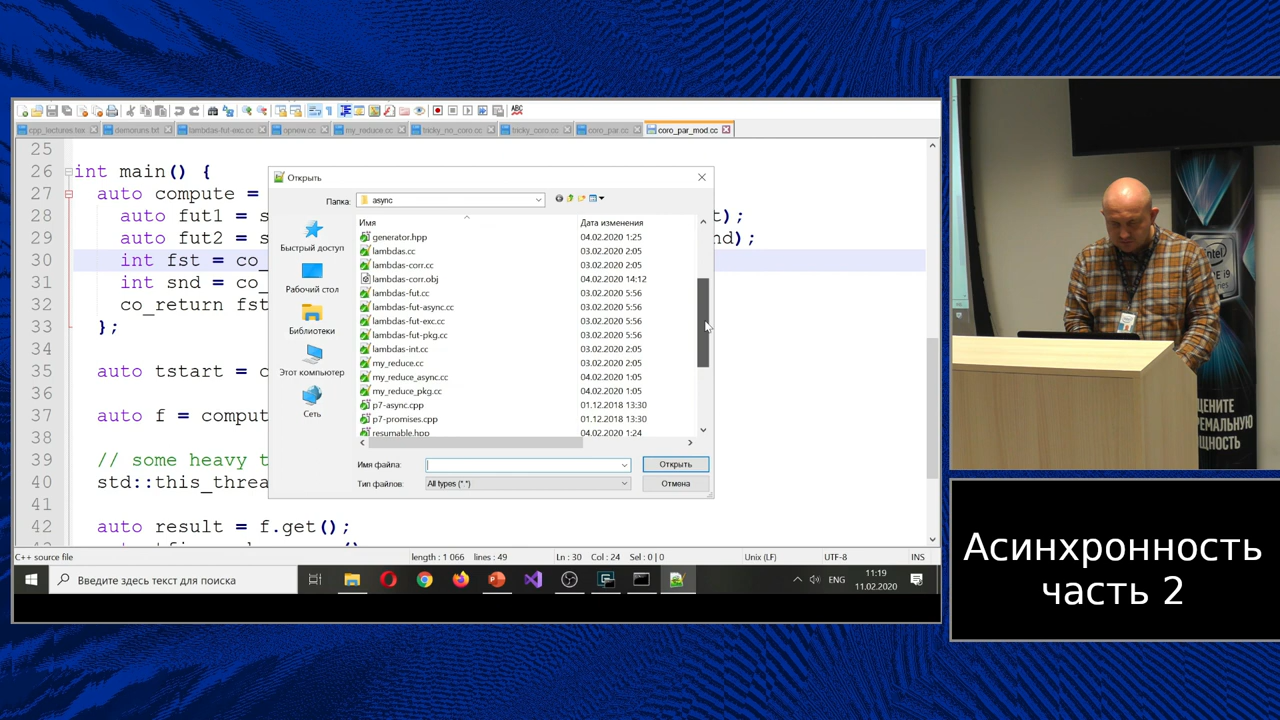 cpp_lectures.tex
demoruns.txt
lambdas-fut-exc.cc
opnew.cc
my_reduce.cc
tricky_no_coro.cc
tricky_coro.cc
coro_par.cc
coro_par_mod.cc
25
26 int main() {
27 auto compute =
28 auto fut1 = s t);
29 auto fut2 = s nd);
30 int fst = co_
31 int snd = co_
32 co_return fst
33 };
34
35 auto tstart = c
36
37 auto f = comput
38
39 // some heavy t
40 std::this_threa
41
42 auto result = f.get();
Открыть
Папка: async
Быстрый доступ
Рабочий стол
Библиотеки
Этот компьютер
Сеть
Имя Дата изменения
generator.hpp 04.02.2020 1:25
lambdas.cc 03.02.2020 2:05
lambdas-corr.cc 03.02.2020 2:05
lambdas-corr.obj 04.02.2020 14:12
lambdas-fut.cc 03.02.2020 5:56
lambdas-fut-async.cc 03.02.2020 5:56
lambdas-fut-exc.cc 03.02.2020 5:56
lambdas-fut-pkg.cc 03.02.2020 5:56
lambdas-int.cc 03.02.2020 2:05
my_reduce.cc 03.02.2020 2:05
my_reduce_async.cc 04.02.2020 1:05
my_reduce_pkg.cc 04.02.2020 1:05
p7-async.cpp 01.12.2018 13:30
p7-promises.cpp 01.12.2018 13:30
resumable.hpp 04.02.2020 1:24
Имя файла: Открыть
Тип файлов: All types (*.*) Отмена
C++ source file length : 1 066 lines : 49 Ln : 30 Col : 24 Sel : 0 | 0 Unix (LF) UTF-8 INS
Введите здесь текст для поиска
ENG
11:19
11.02.2020
intel
i9
Асинхронность
часть 2